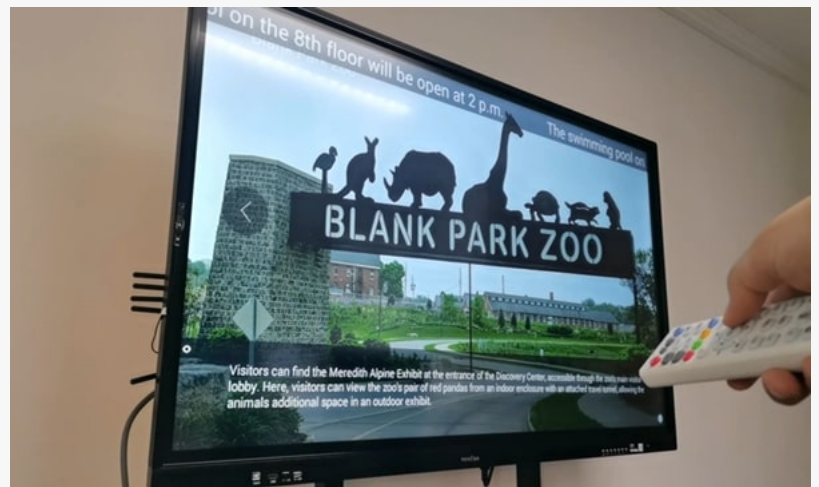 ol on the 8th floor will be open at 2 p.m. The swimming pool on
BLANK PARK ZOO
Visitors can find the Meredith Alpine Exhibit at the entrance of the Discovery Center, accessible through the zoo's main visitor
lobby. Here, visitors can view the zoo's pair of red pandas from an indoor enclosure with an attached travel tunnel, allowing the
animals additional space in an outdoor exhibit.